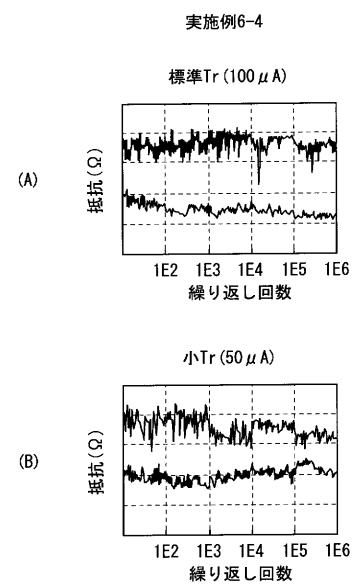 実施例6-4
標準Tr(100μA)
(A)
抵抗(Ω)
1E2 1E3 1E4 1E5 1E6
繰り返し回数
小Tr(50μA)
(B)
抵抗(Ω)
1E2 1E3 1E4 1E5 1E6
繰り返し回数